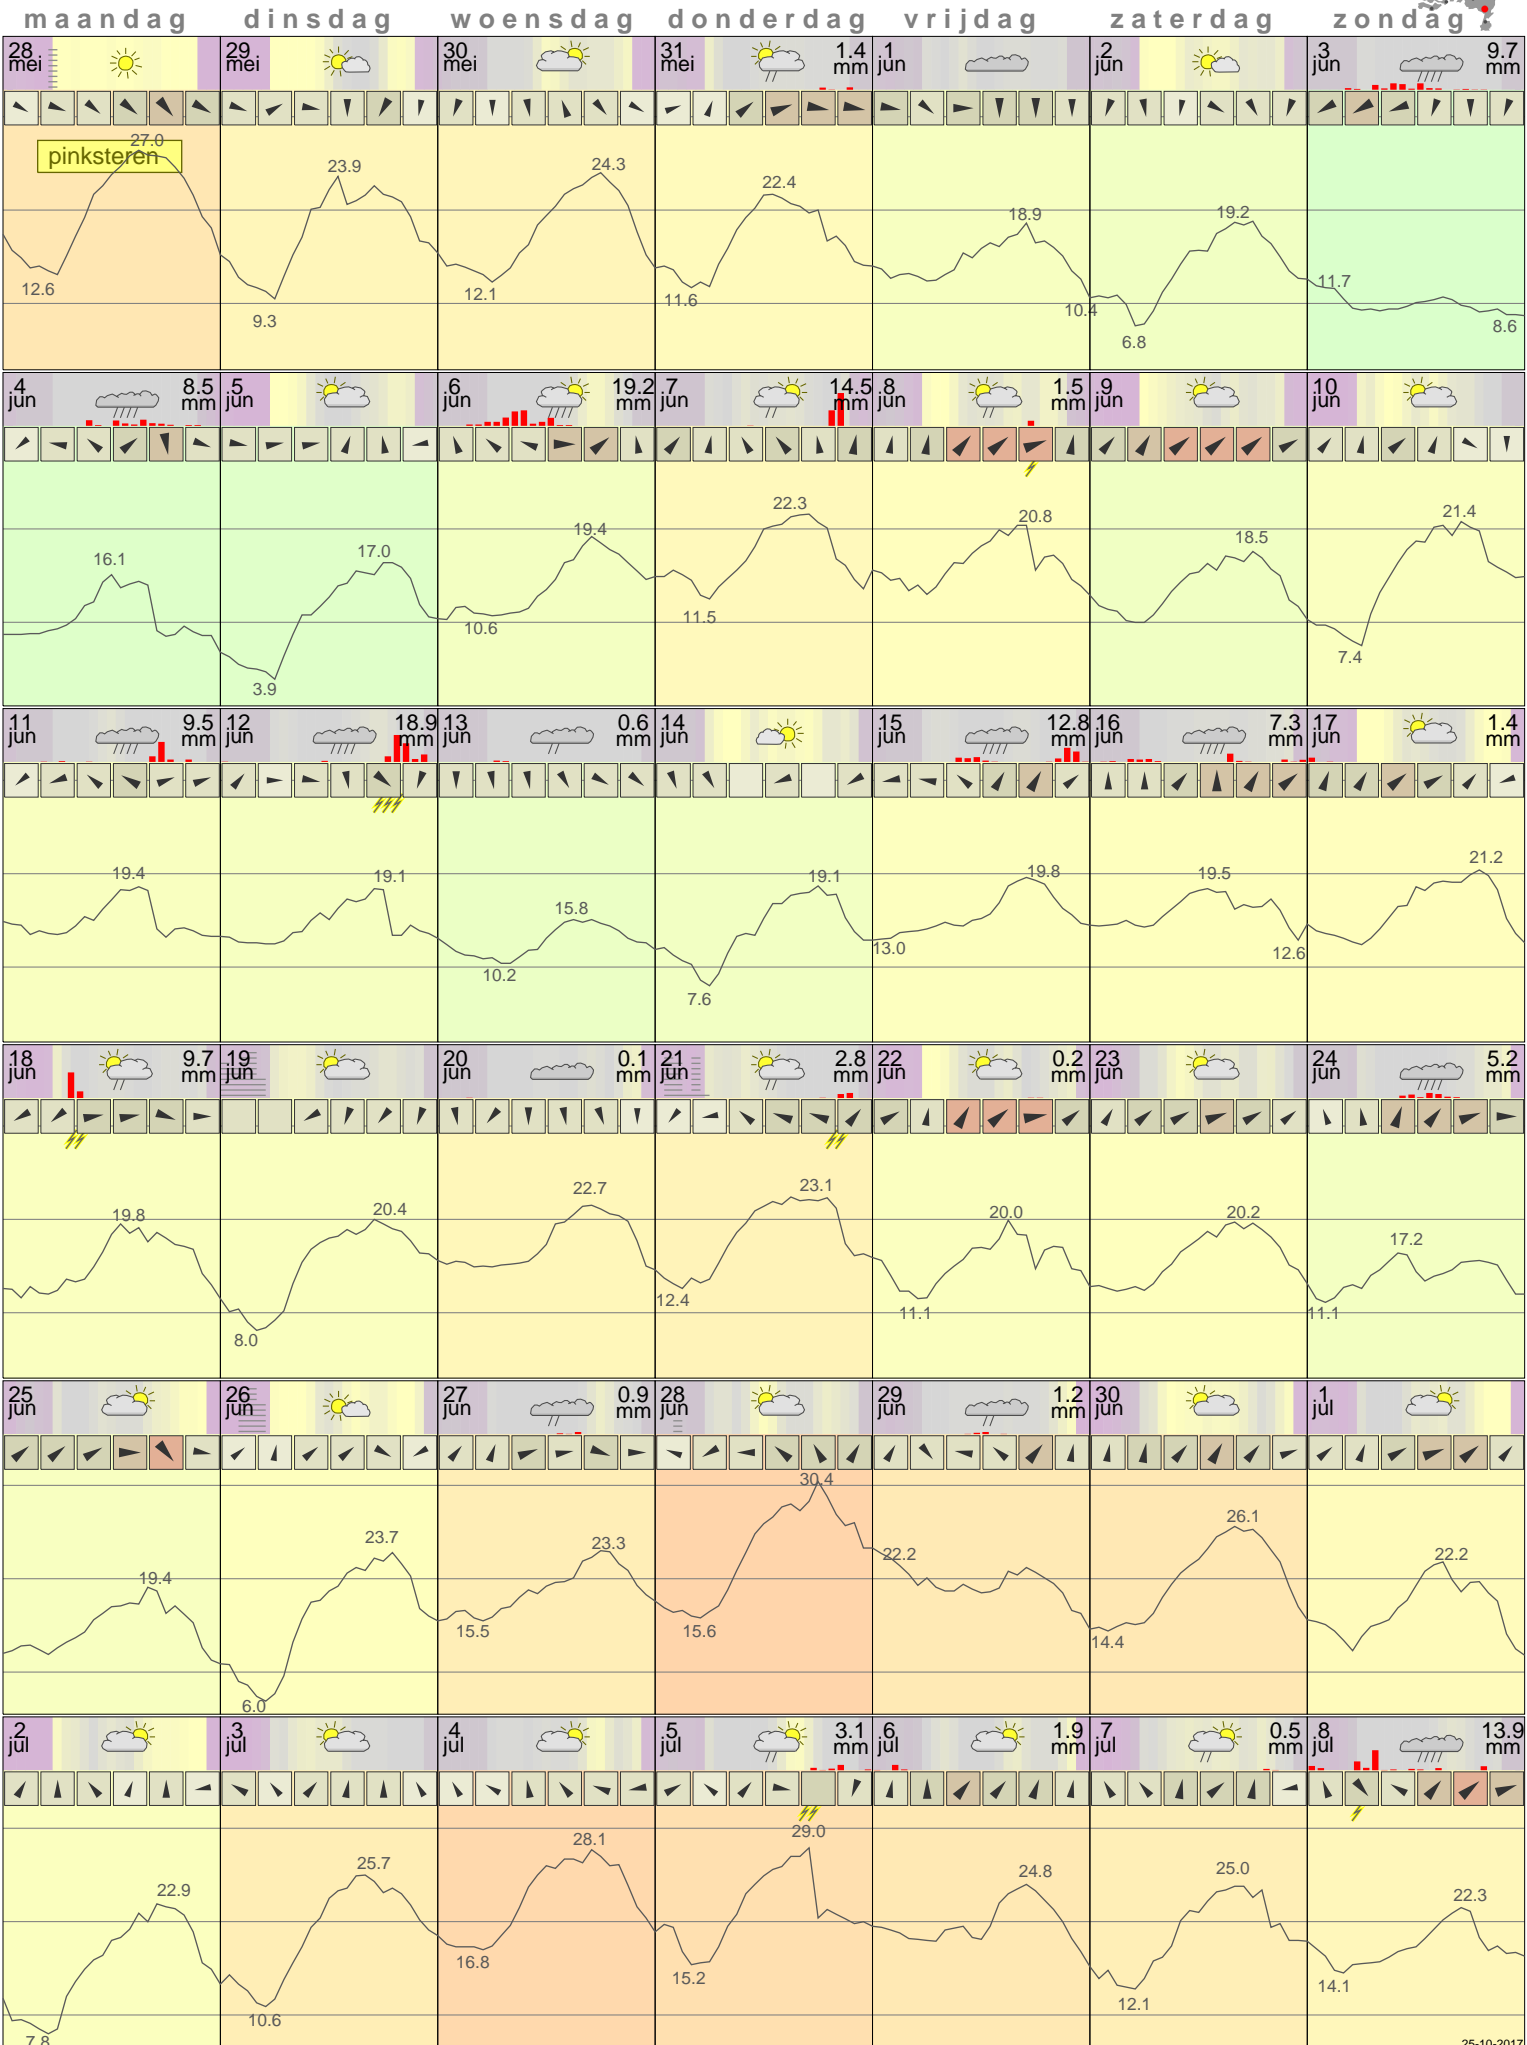 maandag dinsdag woensdag donderdag vrijdag zaterdag zondag
28 29 30 31 1.4 1 2 3 9.7
mei mei mei mei mm jun jun jun mm
27.0
pinksteren
23.9 24.3 22.4 18.9 19.2 11.7
12.6 9.3 12.1 11.6 10.4 6.8 8.6
4 8.5 5 6 19.2 7 14.5 8 1.5 9 10
jun mm jun jun mm jun mm jun mm jun jun
16.1 17.0 19.4 22.3 20.8 18.5 21.4
3.9 10.6 11.5 7.4
11 9.5 12 18.9 13 0.6 14 15 12.8 16 7.3 17 1.4
jun mm jun mm jun mm jun jun mm jun mm jun mm
19.4 19.1 15.8 19.1 19.8 19.5 21.2
10.2 7.6 13.0 12.6
18 9.7 19 20 0.1 21 2.8 22 0.2 23 24 5.2
jun mm jun jun mm jun mm jun mm jun jun mm
19.8 20.4 22.7 23.1 20.0 20.2 17.2
8.0 12.4 11.1 11.1
25 26 27 0.9 28 29 1.2 30 1
jun jun jun mm jun jun mm jun jul
19.4 23.7 23.3 30.4 22.2 26.1 22.2
6.0 15.5 15.6 14.4
2 3 4 5 3.1 6 1.9 7 0.5 8 13.9
jul jul jul jul mm jul mm jul mm jul mm
22.9 25.7 28.1 29.0 24.8 25.0 22.3
7.8 10.6 16.8 15.2 12.1 14.1
25-10-2017